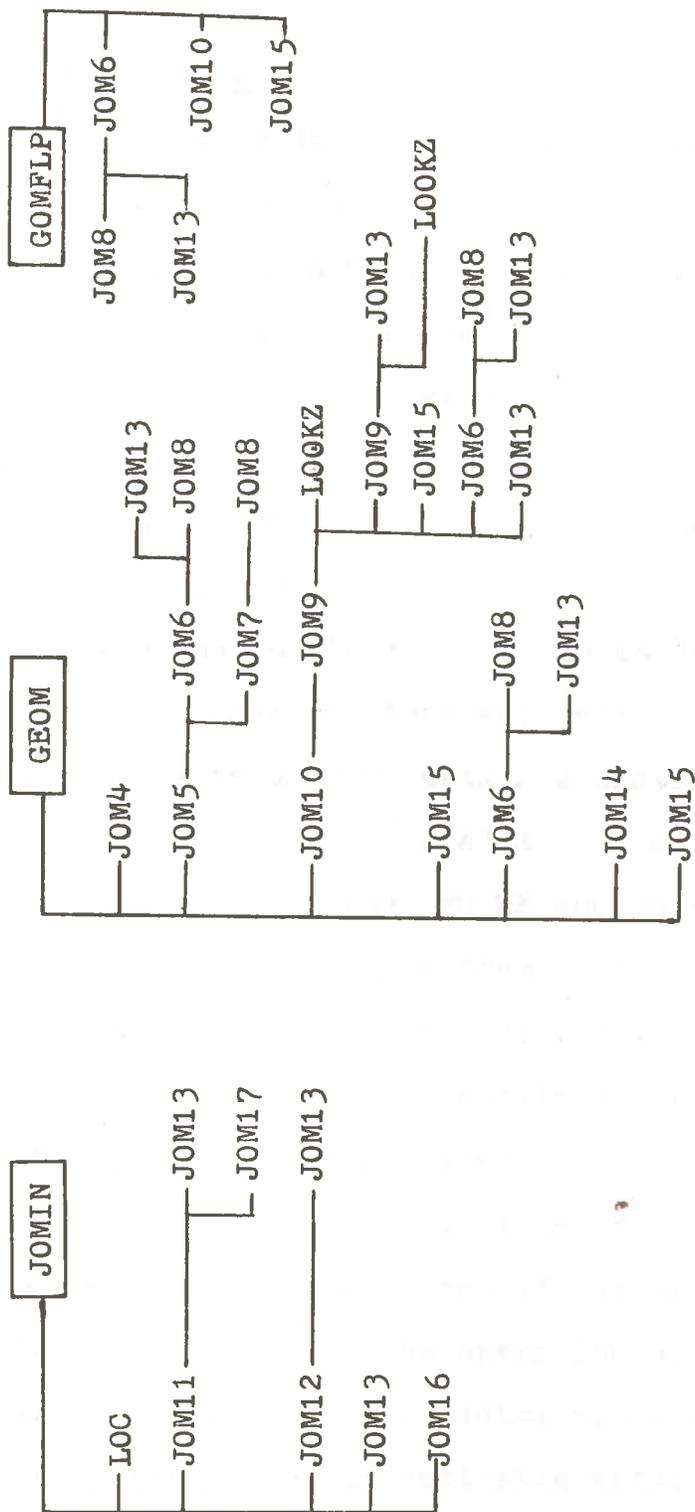 JOMIN
LOC
JOM11 JOM13
JOM17
JOM12 JOM13
JOM13
JOM16
GEOM
JOM4
JOM13
JOM5 JOM6 JOM8
JOM7 JOM8
JOM10 JOM9 LOOKZ
JOM9 JOM13
JOM15 LOOKZ
JOM6 JOM8
JOM13 JOM13
JOM15
JOM6 JOM8
JOM13
JOM14
JOM15
GOMFLP
JOM8 JOM6
JOM13 JOM10
JOM15